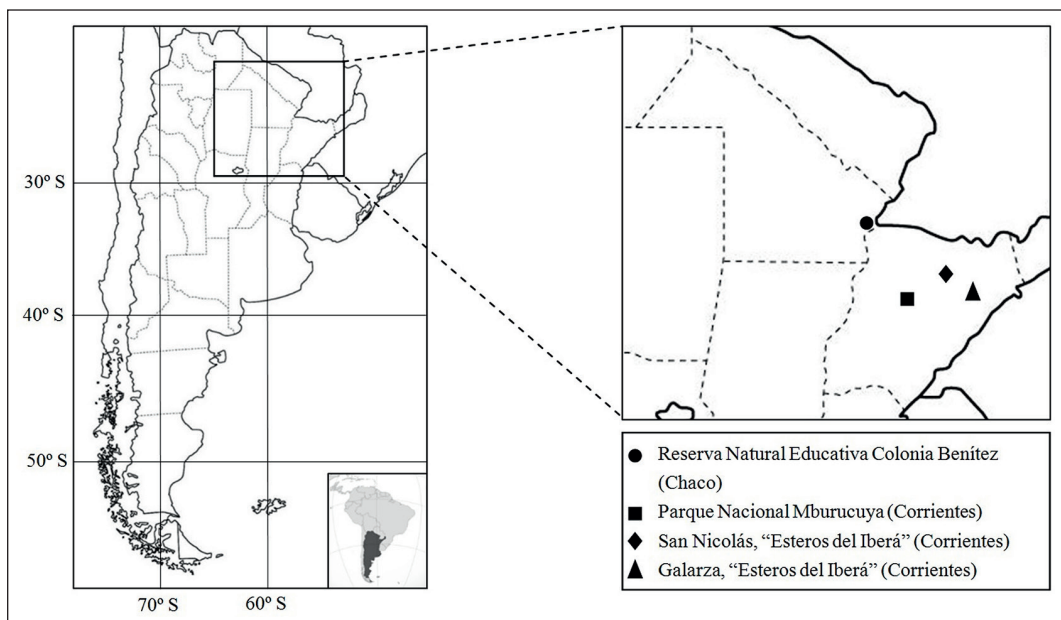 30º S
40º S
50º S
70º S
60º S
Reserva Natural Educativa Colonia Benítez
(Chaco)
Parque Nacional Mburucuya (Corrientes)
San Nicolás, “Esteros del Iberá” (Corrientes)
Galarza, “Esteros del Iberá” (Corrientes)